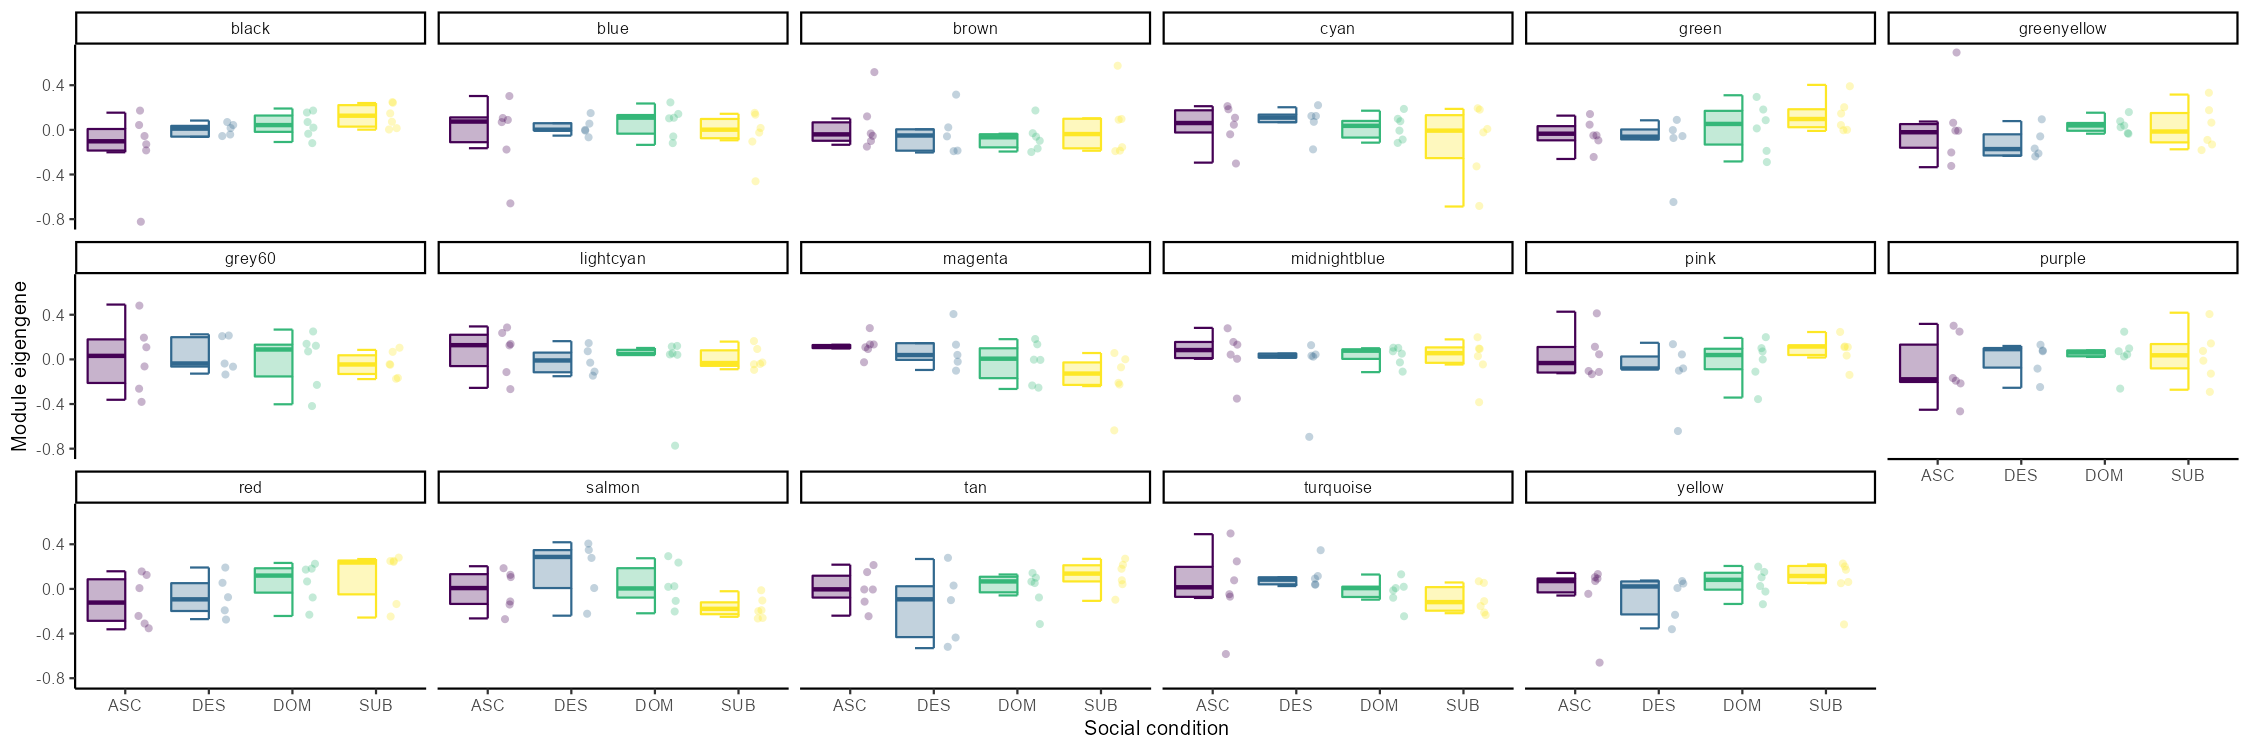 black blue brown cyan green greenyellow
0.4
0.0
-0.4
-0.8
grey60 lightcyan magenta midnightblue pink purple
Module eigengene
0.4
0.0
-0.4
-0.8
ASC DES DOM SUB
red salmon tan turquoise yellow
0.4
0.0
-0.4
-0.8
ASC DES DOM SUB ASC DES DOM SUB ASC DES DOM SUB ASC DES DOM SUB ASC DES DOM SUB
Social condition